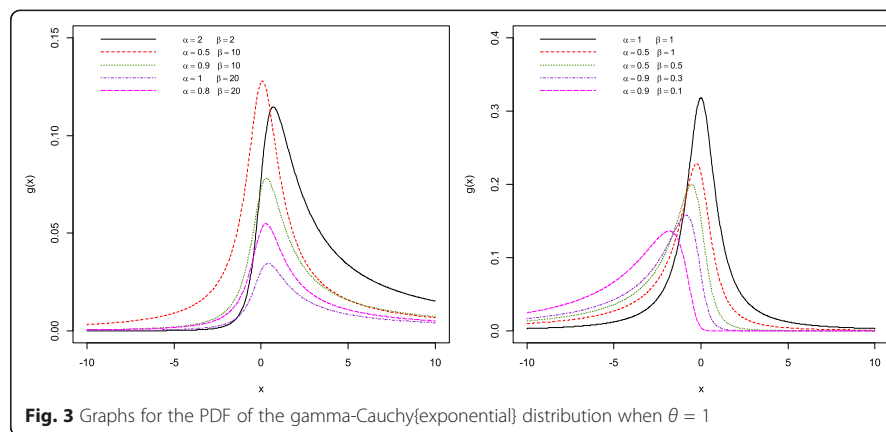 0.15
0.10
0.05
0.00
g(x)
α = 2 β = 2
α = 0.5 β = 10
α = 0.9 β = 10
α = 1 β = 20
α = 0.8 β = 20
-10 -5 0 5 10
x
0.4
0.3
0.2
0.1
0.0
g(x)
α = 1 β = 1
α = 0.5 β = 1
α = 0.5 β = 0.5
α = 0.9 β = 0.3
α = 0.9 β = 0.1
-10 -5 0 5 10
x
Fig. 3 Graphs for the PDF of the gamma-Cauchy{exponential} distribution when θ = 1